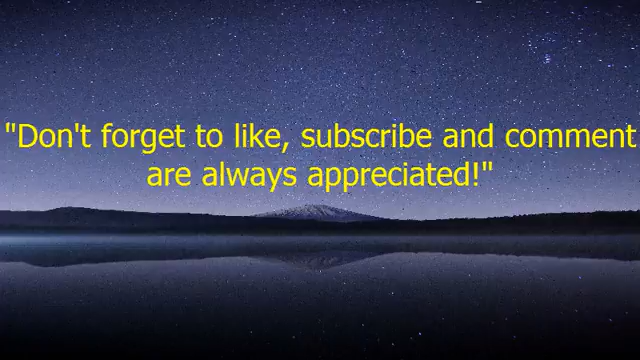 "Don't forget to like, subscribe and comment
are always appreciated!"